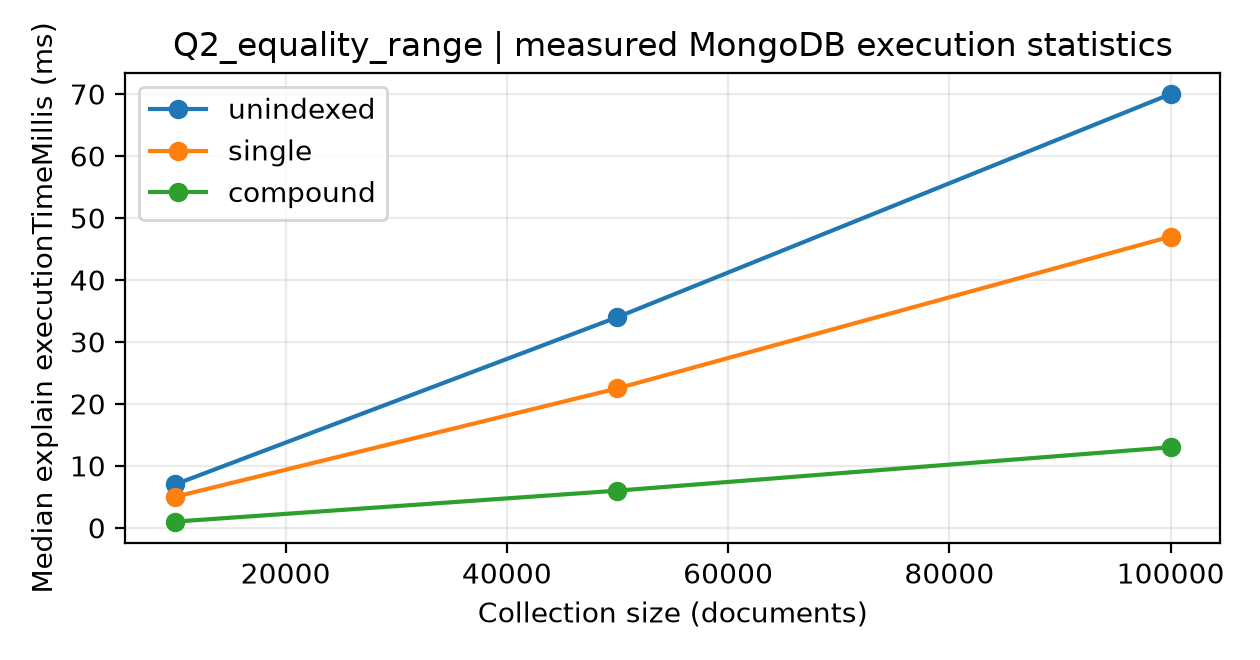 Q2_equality_range | measured MongoDB execution statistics
Median explain executionTimeMillis (ms)
70
60
50
40
30
20
10
0
unindexed
single
compound
20000
40000
60000
80000
100000
Collection size (documents)